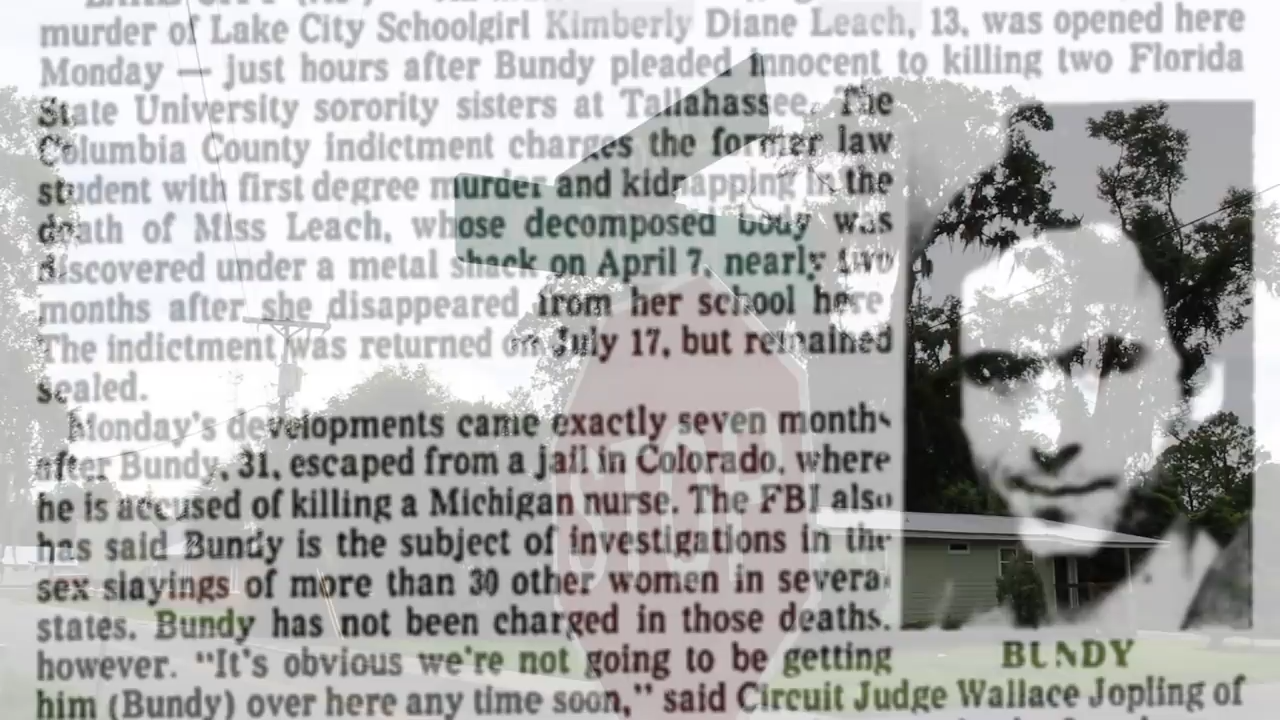 murder of Lake City Schoolgirl Kimberly Diane Leach, 13, was opened here
Monday — just hours after Bundy pleaded innocent to killing two Florida
State University sorority sisters at Tallahassee. The
Columbia County indictment charges the former law
student with first degree murder and kidnapping in the
death of Miss Leach, whose decomposed body was
discovered under a metal shack on April 7, nearly two
months after she disappeared from her school here.
The indictment was returned on July 17, but remained
sealed.
Monday's developments came exactly seven months
after Bundy, 31, escaped from a jail in Colorado, where
he is accused of killing a Michigan nurse. The FBI also
has said Bundy is the subject of investigations in the
sex slayings of more than 30 other women in several
states. Bundy has not been charged in those deaths,
however. "It's obvious we're not going to be getting
him (Bundy) over here any time soon," said Circuit Judge Wallace Jopling of
BUNDY
STOP